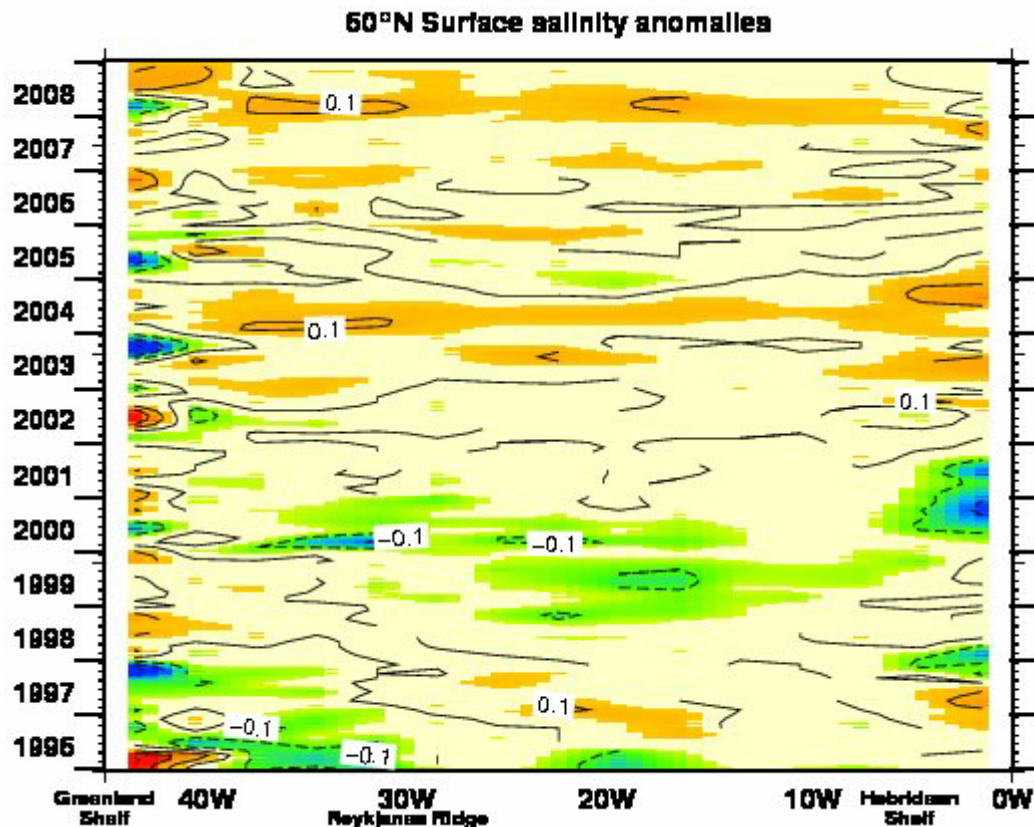 60°N Surface salinity anomalies
2008
0.1
2007
2006
2005
2004
0.1
2003
0.1
2002
2001
2000
-0.1
-0.1
1999
1998
1997
0.1
-0.1
1996
-0.1
Greenland Shelf
40W
30W
20W
10W
Hebridean Shelf
0W
Reykjanes Ridge